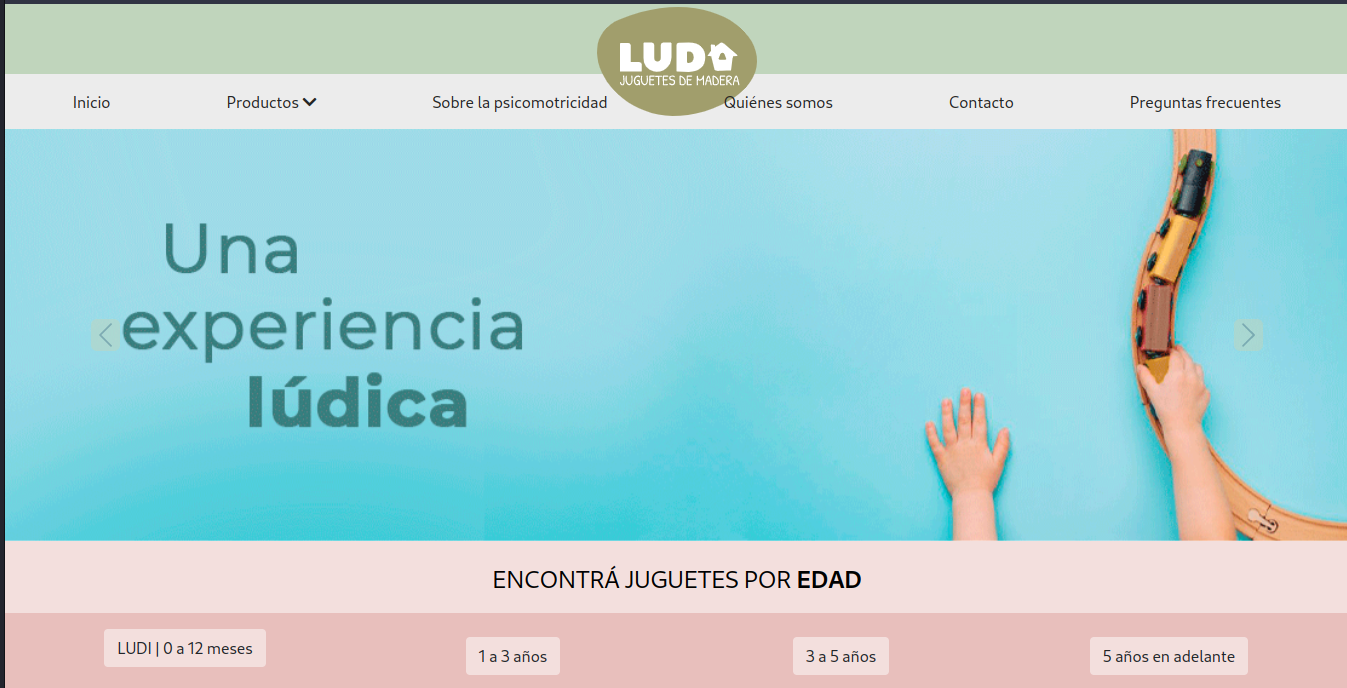 LUDO
JUGUETES DE MADERA
Inicio
Productos
Sobre la psicomotricidad
Quiénes somos
Contacto
Preguntas frecuentes
Una
experiencia
lúdica
ENCONTRÁ JUGUETES POR EDAD
LUDI | 0 a 12 meses
1 a 3 años
3 a 5 años
5 años en adelante